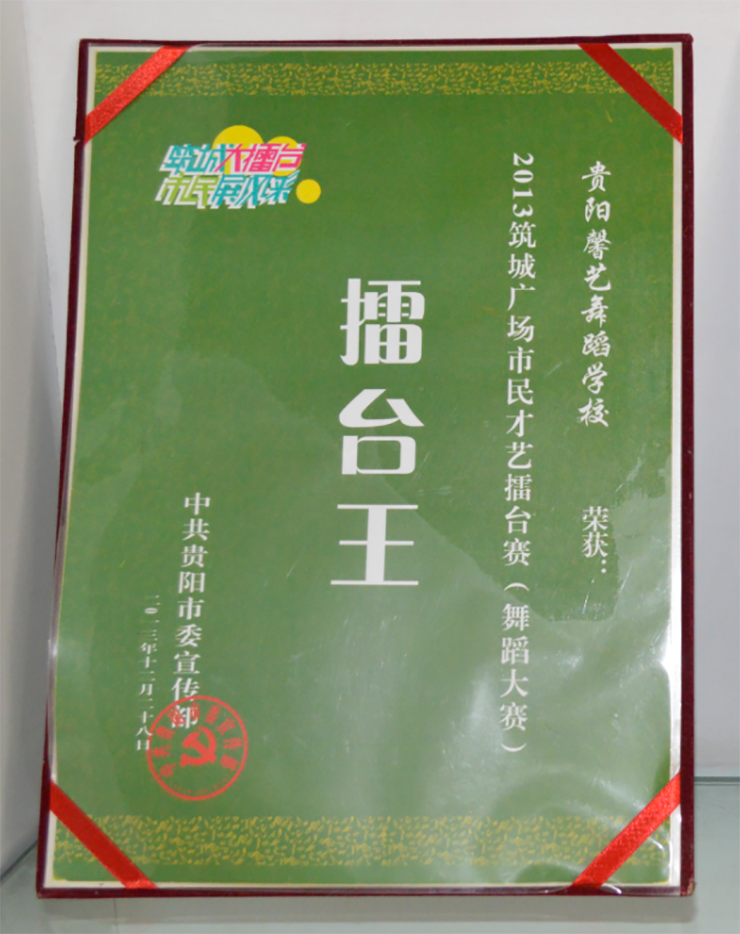 贵阳馨艺舞蹈学校 荣获:
2013筑城广场市民才艺擂台赛(舞蹈大赛)
擂台王
筑城大擂台
市民展风采
中共贵阳市委宣传部
二〇一三年十二月二十八日